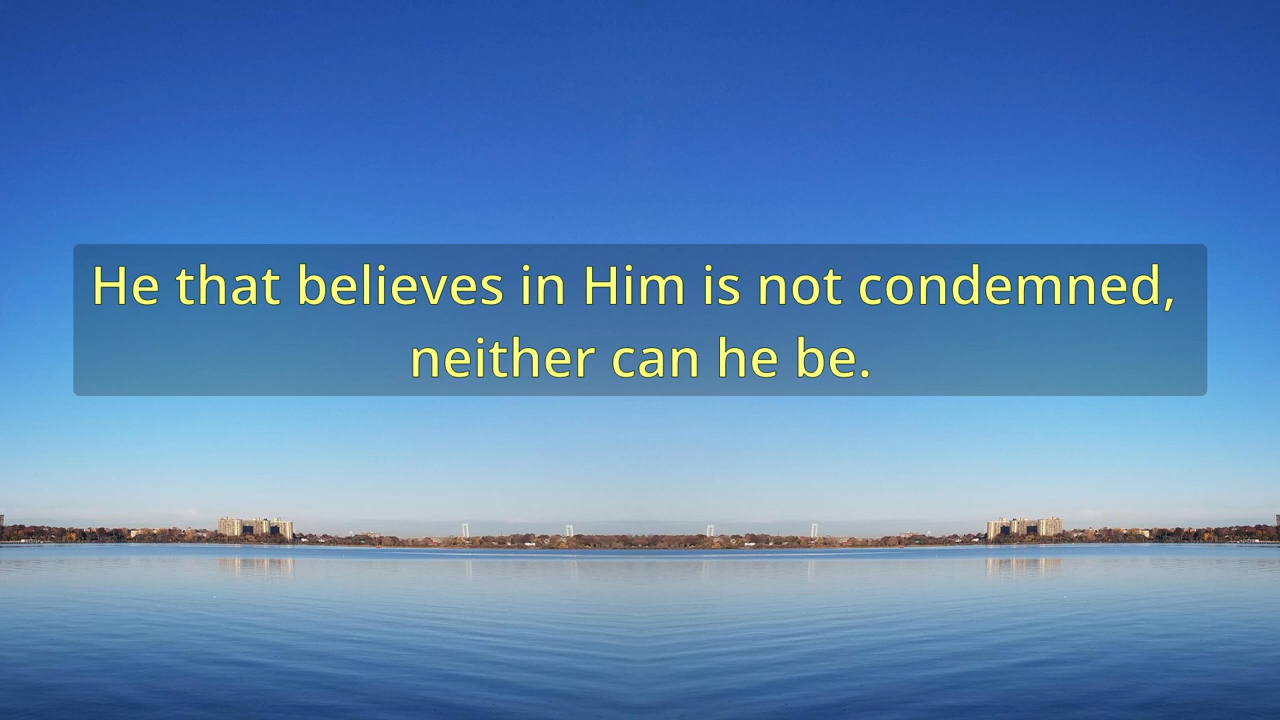 He that believes in Him is not condemned,
neither can he be.